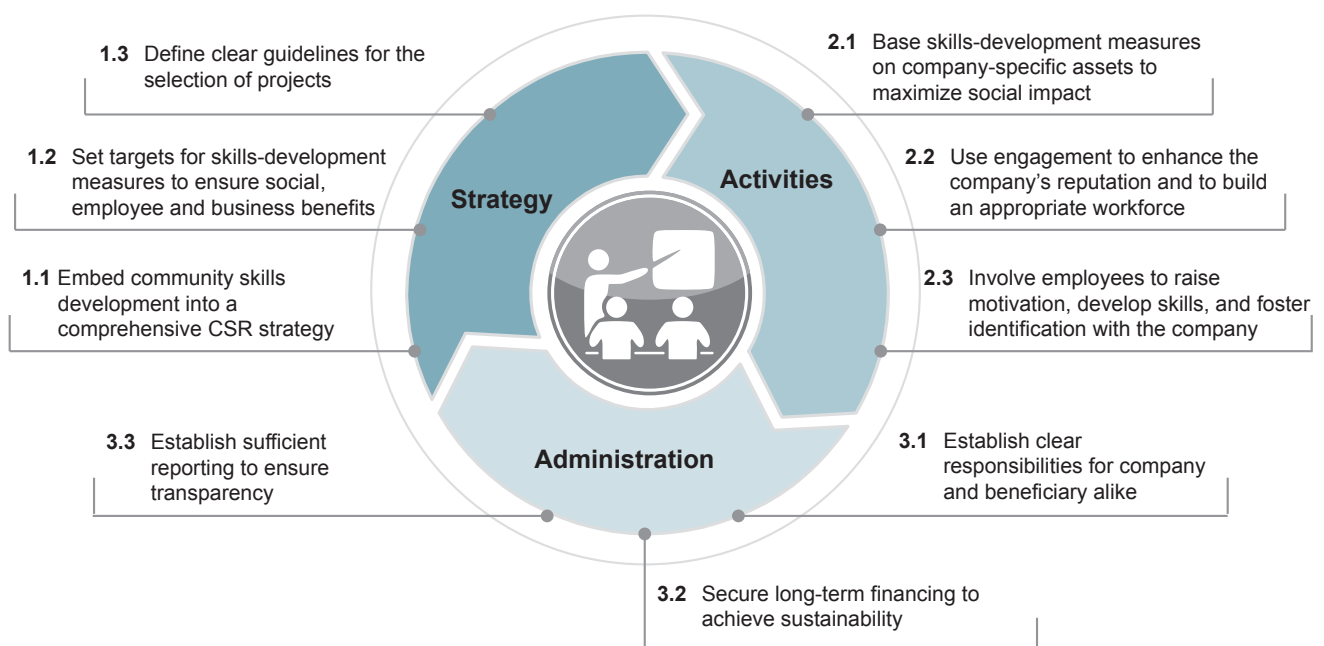 1.3 Define clear guidelines for the
selection of projects
2.1 Base skills-development measures
on company-specific assets to
maximize social impact
1.2 Set targets for skills-development
measures to ensure social,
employee and business benefits
2.2 Use engagement to enhance the
company's reputation and to build
an appropriate workforce
Strategy
Activities
1.1 Embed community skills
development into a
comprehensive CSR strategy
2.3 Involve employees to raise
motivation, develop skills, and foster
identification with the company
3.3 Establish sufficient
reporting to ensure
transparency
Administration
3.1 Establish clear
responsibilities for company
and beneficiary alike
3.2 Secure long-term financing to
achieve sustainability